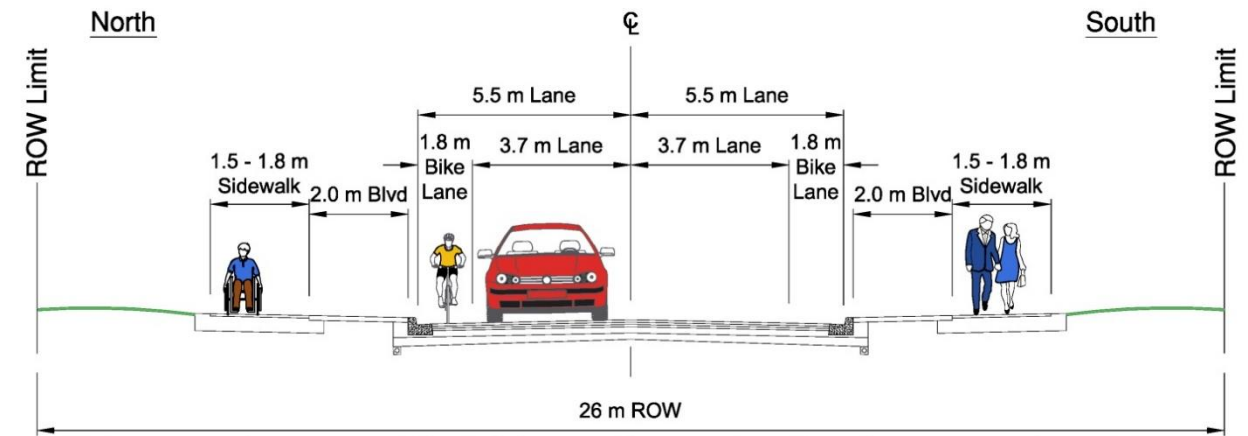 North
℄
South
ROW Limit
ROW Limit
5.5 m Lane
5.5 m Lane
1.8 m
Bike
Lane
3.7 m Lane
3.7 m Lane
1.8 m
Bike
Lane
1.5 - 1.8 m
Sidewalk
1.5 - 1.8 m
Sidewalk
2.0 m Blvd
2.0 m Blvd
26 m ROW